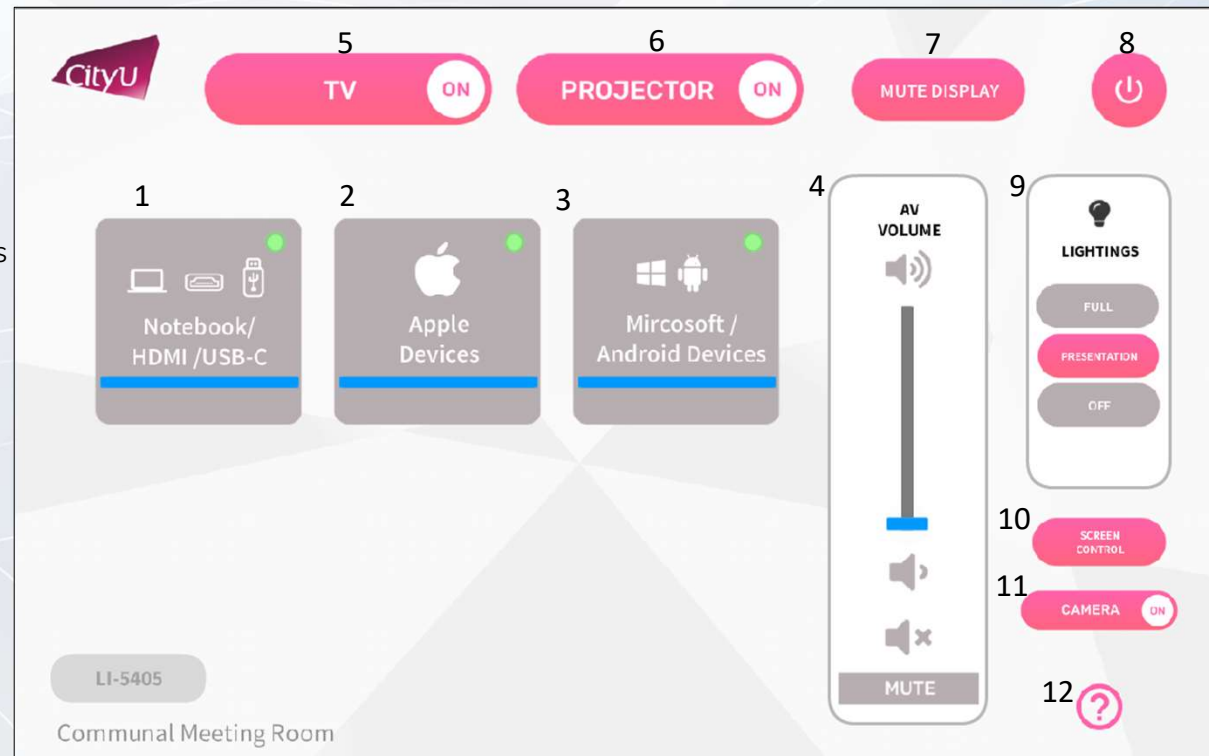 5
6
7
8
CityU
TV ON
PROJECTOR ON
MUTE DISPLAY
1
2
3
4
9
s
Notebook/
HDMI /USB-C
Apple
Devices
Mircosoft /
Android Devices
AV
VOLUME
LIGHTINGS
FULL
PRESENTATION
OFF
10
SCREEN
CONTROL
11
CAMERA ON
MUTE
12
?
LI-5405
Communal Meeting Room